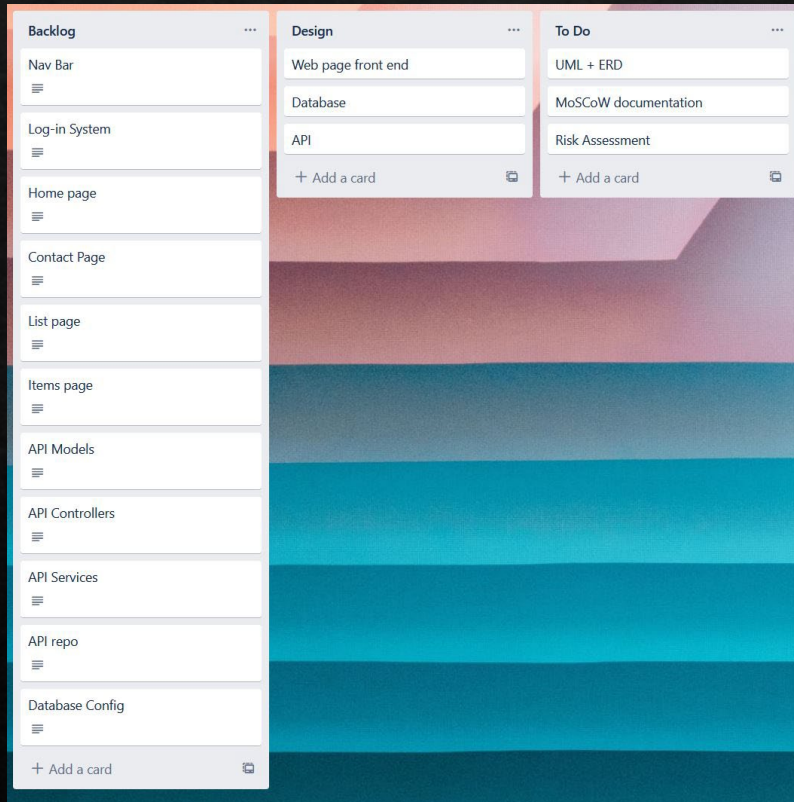 Backlog
Nav Bar
Log-in System
Home page
Contact Page
List page
Items page
API Models
API Controllers
API Services
API repo
Database Config
+ Add a card
Design
Web page front end
Database
API
+ Add a card
To Do
UML + ERD
MoSCoW documentation
Risk Assessment
+ Add a card